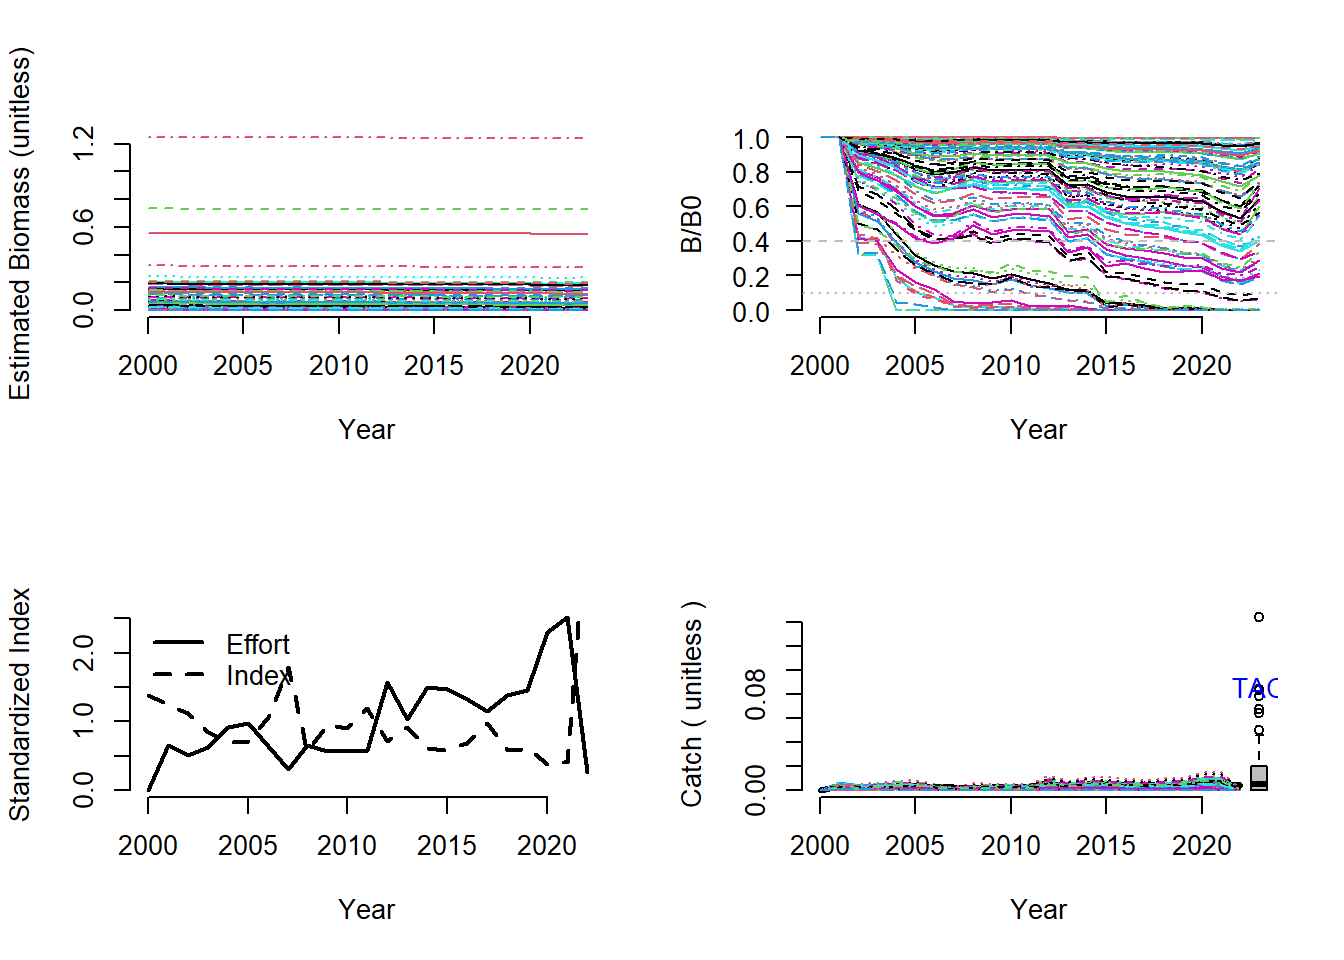 Estimated Biomass (unitless)
0.0 0.6 1.2
2000 2005 2010 2015 2020
Year
B/B0
1.0
0.8
0.6
0.4
0.2
0.0
2000 2005 2010 2015 2020
Year
Standardized Index
0.0 1.0 2.0
Effort
Index
2000 2005 2010 2015 2020
Year
Catch ( unitless )
0.00 0.08
TAC
2000 2005 2010 2015 2020
Year